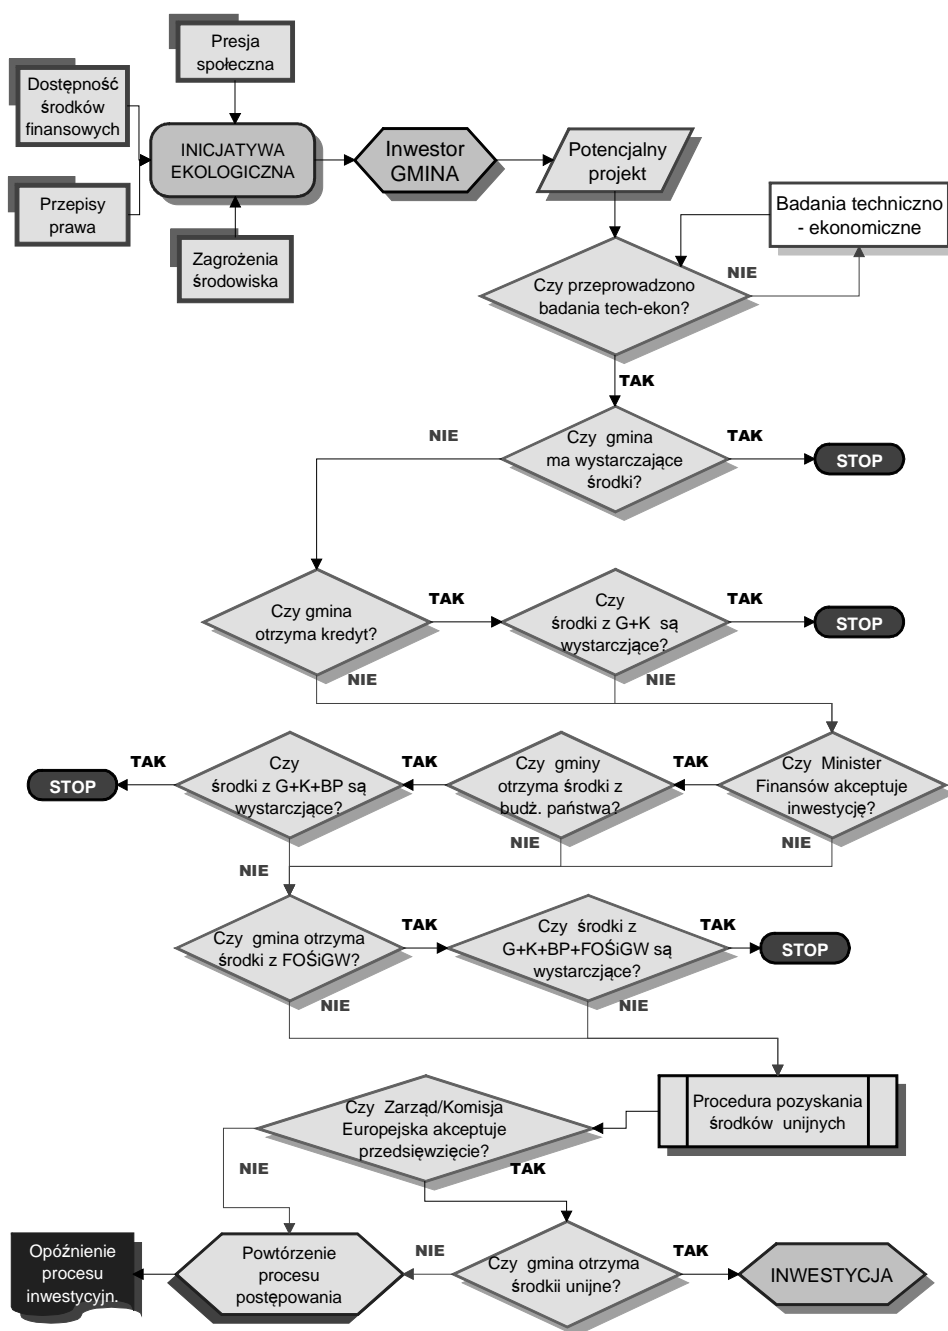 Presja
społeczna
Dostępność
środków
finansowych
INICJATYWA
EKOLOGICZNA
Inwestor
GMINA
Potencjalny
projekt
Przepisy
prawa
Badania techniczno
- ekonomiczne
Zagrożenia
środowiska
NIE
Czy przeprowadzono
badania tech-ekon?
TAK
NIE
Czy gmina
ma wystarczające
środki?
TAK
STOP
Czy gmina
otrzyma kredyt?
TAK
Czy
środki z G+K są
wystarczjące?
TAK
STOP
NIE
NIE
STOP
TAK
Czy
środki z G+K+BP są
wystarczjące?
TAK
Czy gminy
otrzyma środki z
budż. państwa?
TAK
Czy Minister
Finansów akceptuje
inwestycję?
NIE
NIE
NIE
Czy gmina otrzyma
środki z FOŚiGW?
TAK
Czy środki z
G+K+BP+FOŚiGW są
wystarczjące?
TAK
STOP
NIE
NIE
Procedura pozyskania
środków unijnych
Czy Zarząd/Komisja
Europejska akceptuje
przedsięwzięcie?
NIE
TAK
Opóźnienie
procesu
inwestycyjn.
Powtórzenie
procesu
postępowania
NIE
Czy gmina otrzyma
środkii unijne?
TAK
INWESTYCJA